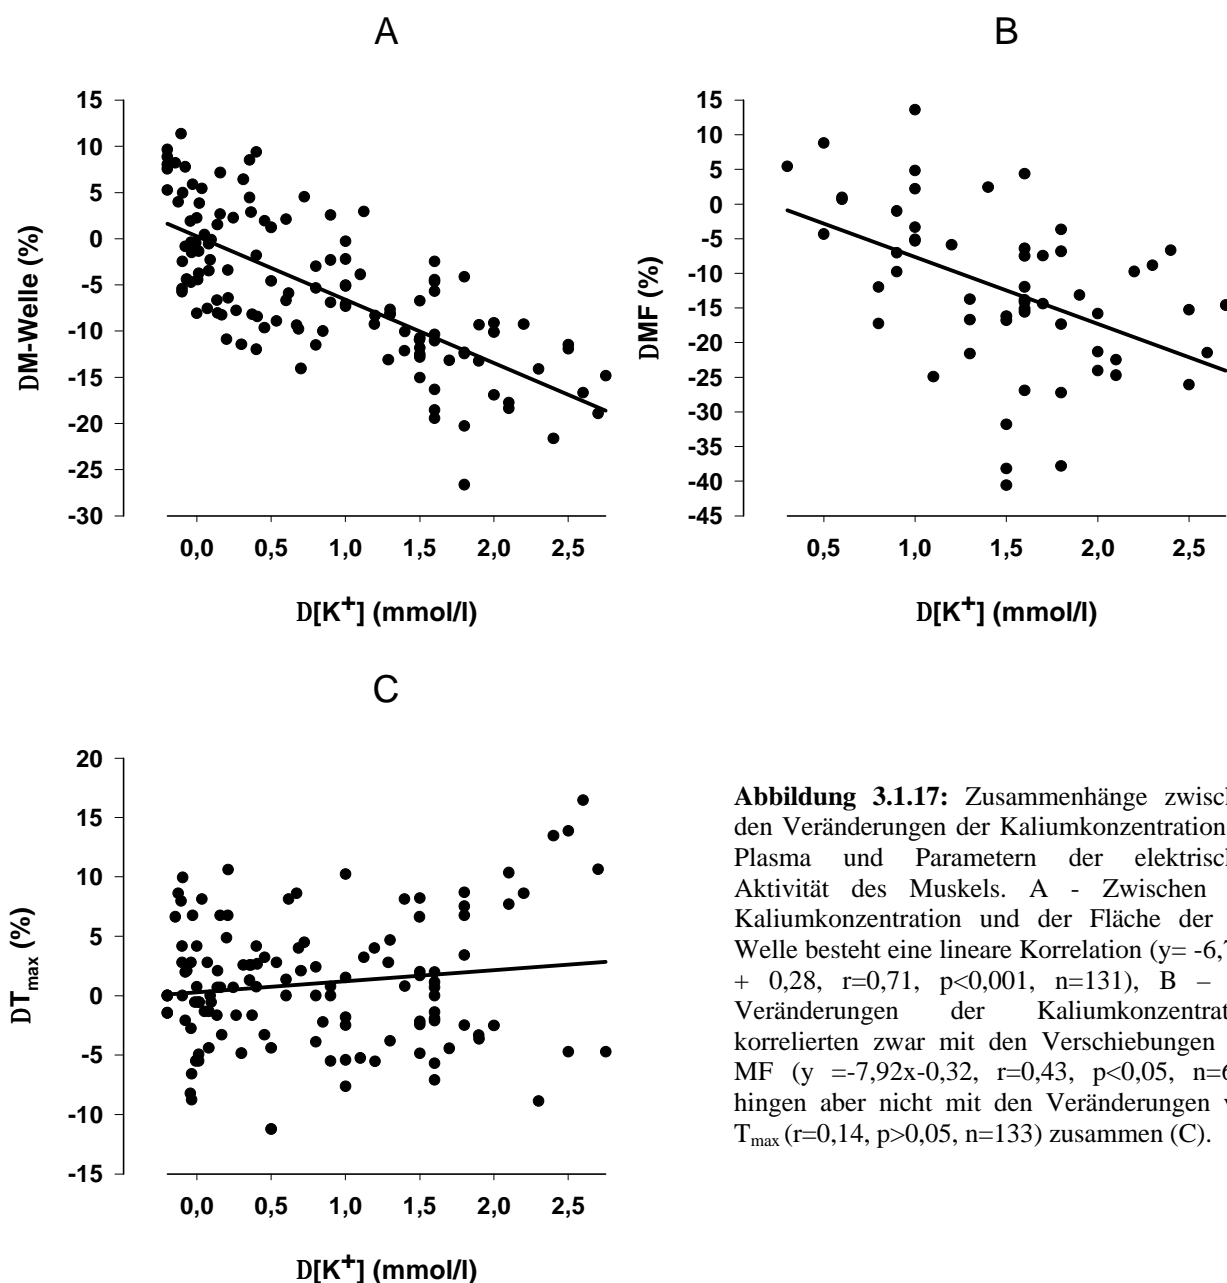 A
15
10
5
0
-5
-10
-15
-20
-25
-30
DM-Welle (%)
0,0 0,5 1,0 1,5 2,0 2,5
D[K+] (mmol/l)
B
15
10
5
0
-5
-10
-15
-20
-25
-30
-35
-40
-45
DMF (%)
0,5 1,0 1,5 2,0 2,5
D[K+] (mmol/l)
C
20
15
10
5
0
-5
-10
-15
DTmax (%)
0,0 0,5 1,0 1,5 2,0 2,5
D[K+] (mmol/l)
Abbildung 3.1.17: Zusammenhänge zwisch
den Veränderungen der Kaliumkonzentration
Plasma und Parametern der elektrisch
Aktivität des Muskels. A - Zwischen
Kaliumkonzentration und der Fläche der
Welle besteht eine lineare Korrelation (y= -6,7
+ 0,28, r=0,71, p<0,001, n=131), B –
Veränderungen der Kaliumkonzentrat
korrelierten zwar mit den Verschiebungen
MF (y =-7,92x-0,32, r=0,43, p<0,05, n=6
hingen aber nicht mit den Veränderungen v
Tmax (r=0,14, p>0,05, n=133) zusammen (C).